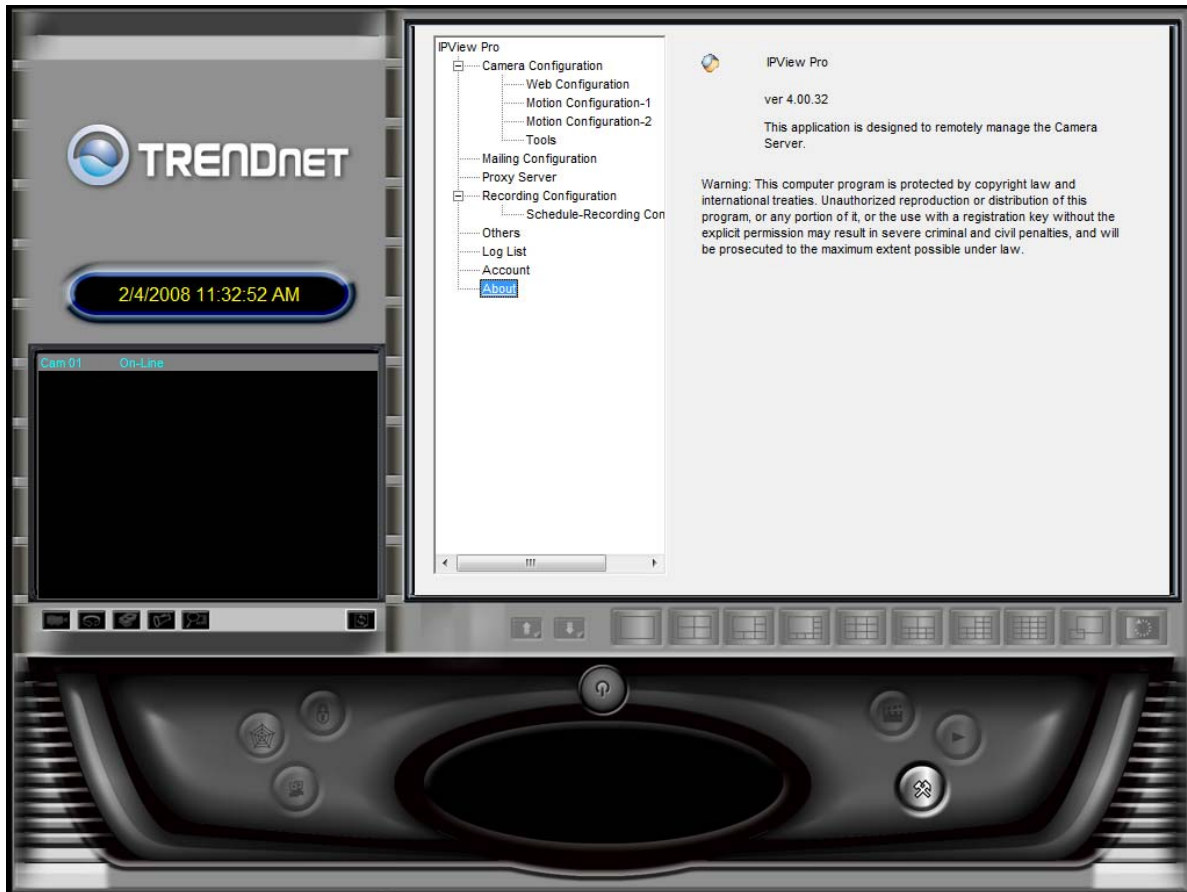 TRENDNET
2/4/2008 11:32:52 AM
Cam 01 On-Line
IPView Pro
Camera Configuration
Web Configuration
Motion Configuration-1
Motion Configuration-2
Tools
Mailing Configuration
Proxy Server
Recording Configuration
Schedule-Recording Con
Others
Log List
Account
About
IPView Pro
ver 4.00.32
This application is designed to remotely manage the Camera
Server.
Warning: This computer program is protected by copyright law and
international treaties. Unauthorized reproduction or distribution of this
program, or any portion of it, or the use with a registration key without the
explicit permission may result in severe criminal and civil penalties, and will
be prosecuted to the maximum extent possible under law.